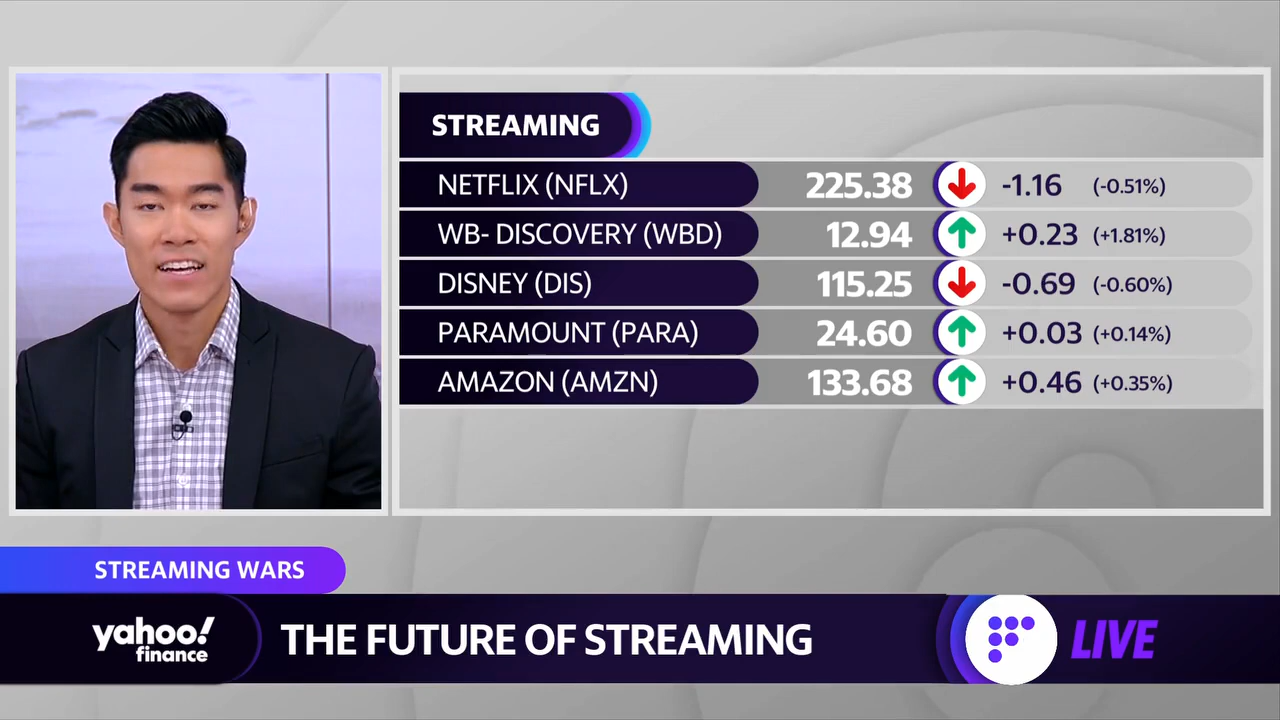 STREAMING
NETFLIX (NFLX) 225.38 -1.16 (-0.51%)
WB- DISCOVERY (WBD) 12.94 +0.23 (+1.81%)
DISNEY (DIS) 115.25 -0.69 (-0.60%)
PARAMOUNT (PARA) 24.60 +0.03 (+0.14%)
AMAZON (AMZN) 133.68 +0.46 (+0.35%)
STREAMING WARS
yahoo!
finance
THE FUTURE OF STREAMING
LIVE